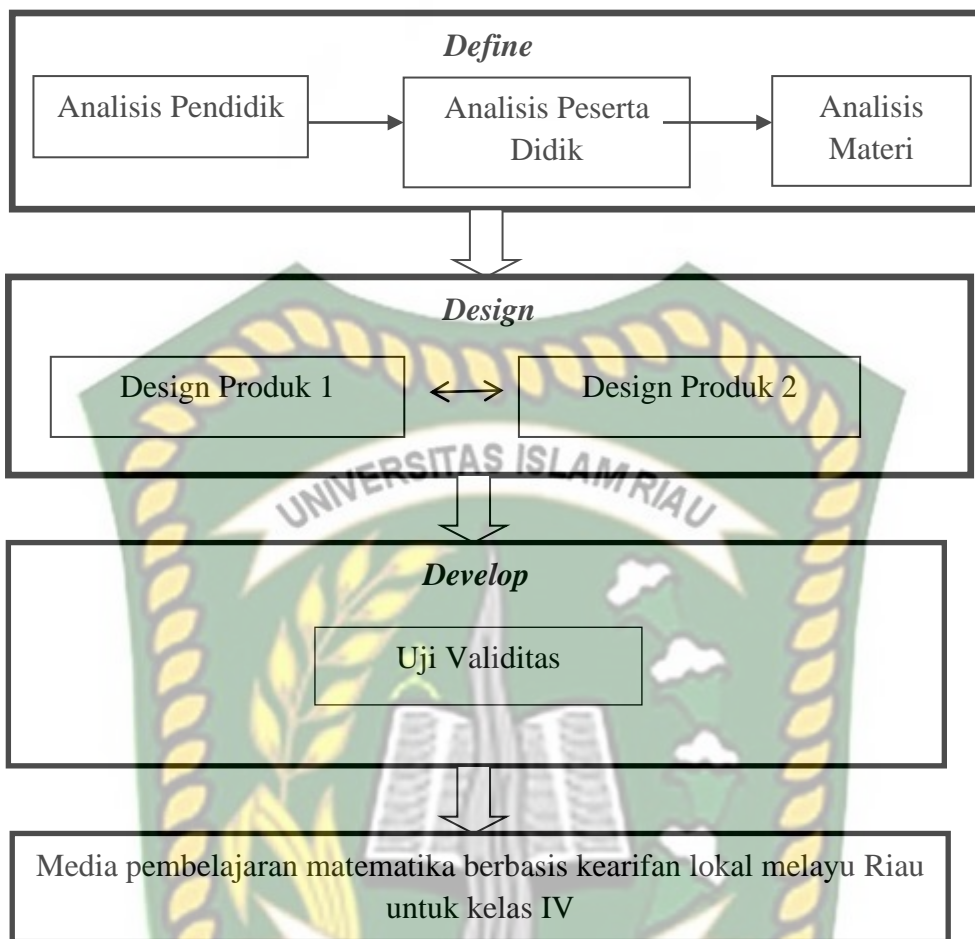 Define
Analisis Pendidik
Analisis Peserta
Didik
Analisis
Materi
Design
Design Produk 1
Design Produk 2
UNIVERSITAS ISLAM RIAU
Develop
Uji Validitas
Media pembelajaran matematika berbasis kearifan lokal melayu Riau
untuk kelas IV